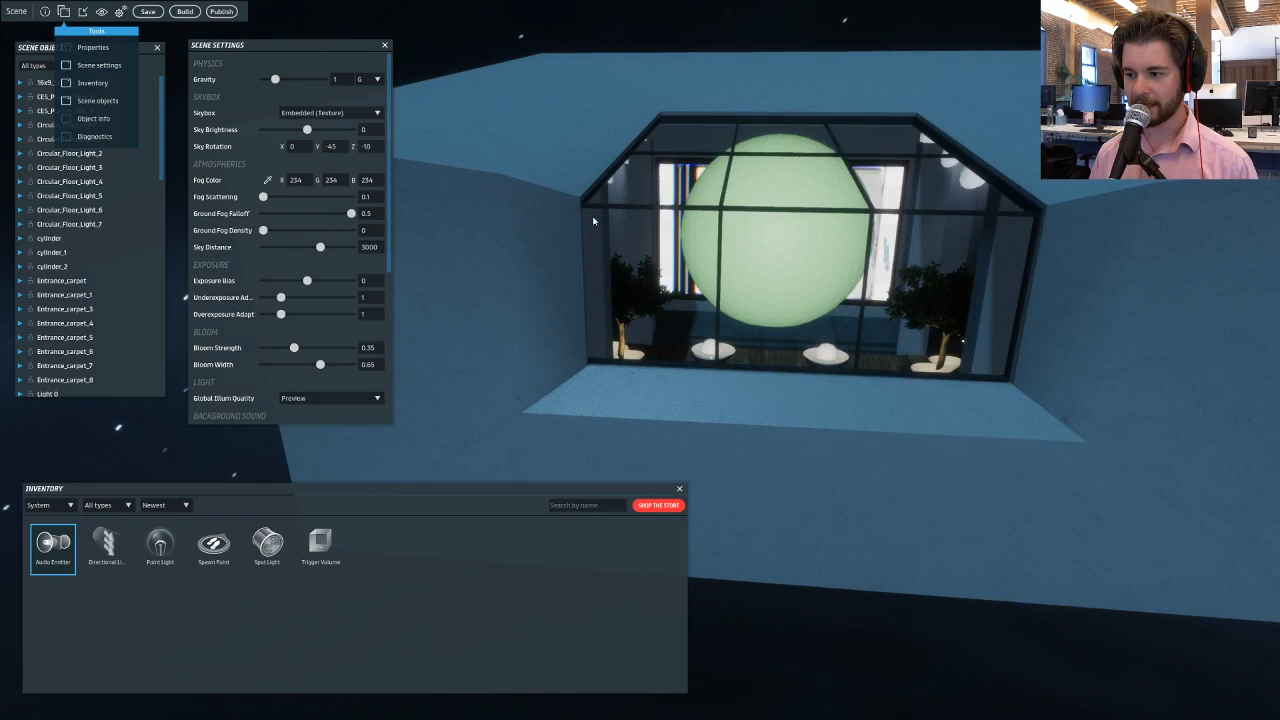 Scene Save Build Publish
Tools
Properties
Scene settings
Inventory
Scene objects
Object info
Diagnostics
SCENE OBJE
All types
16x9_
CES_P
CES_P
Circul
Circul
Circular_Floor_Light_2
Circular_Floor_Light_3
Circular_Floor_Light_4
Circular_Floor_Light_5
Circular_Floor_Light_6
Circular_Floor_Light_7
cylinder
cylinder_1
cylinder_2
Entrance_carpet
Entrance_carpet_1
Entrance_carpet_3
Entrance_carpet_4
Entrance_carpet_5
Entrance_carpet_6
Entrance_carpet_7
Entrance_carpet_8
Light 0
SCENE SETTINGS
PHYSICS
Gravity 1 G
SKYBOX
Skybox Embedded (Texture)
Sky Brightness 0
Sky Rotation X 0 Y -45 Z -10
ATMOSPHERICS
Fog Color R 234 G 234 B 234
Fog Scattering 0.1
Ground Fog Falloff 0.5
Ground Fog Density 0
Sky Distance 3000
EXPOSURE
Exposure Bias 0
Underexposure Ad... 1
Overexposure Adapt 1
BLOOM
Bloom Strength 0.35
Bloom Width 0.65
LIGHT
Global Illum Quality Preview
BACKGROUND SOUND
INVENTORY
System All types Newest Search by name SHOP THE STORE
Audio Emitter Directional Li... Point Light Spawn Point Spot Light Trigger Volume